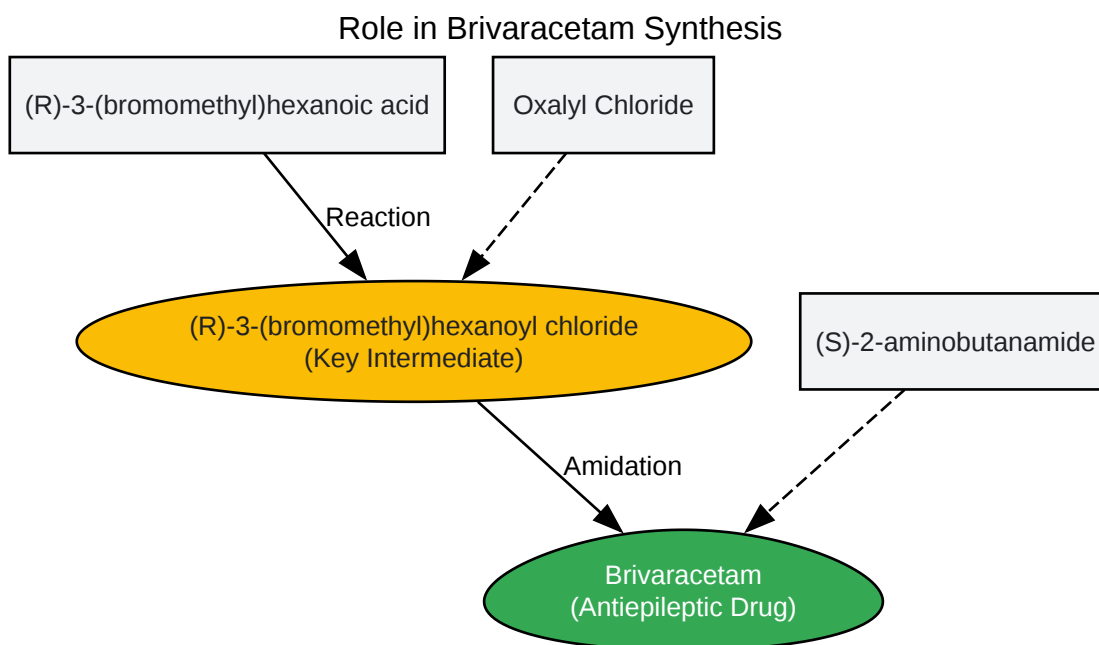 Role in Brivaracetam Synthesis
(R)-3-(bromomethyl)hexanoic acid
Oxalyl Chloride
Reaction
(R)-3-(bromomethyl)hexanoyl chloride
(Key Intermediate)
(S)-2-aminobutanamide
Amidation
Brivaracetam
(Antiepileptic Drug)